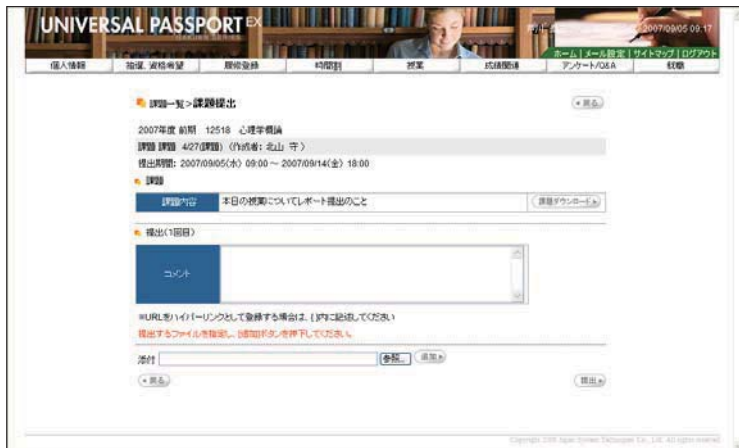 UNIVERSAL PASSPORT EX
2007/09/05 09:17
ホーム | メール設定 | サイトマップ | ログアウト
個人情報 抽選、資格希望 履修登録 時間割 授業 成績関連 アンケート/Q&A 就職
課題一覧>課題提出
戻る
2007年度 前期 12518 心理学概論
課題 課題 4/27(課題) (作成者: 北山 守)
提出期間: 2007/09/05(水) 09:00 ~ 2007/09/14(金) 18:00
課題
課題内容 本日の授業についてレポート提出のこと 課題ダウンロード
提出(1回目)
コメント
※URLをハイパーリンクとして登録する場合は、[ ]内に記述してください
提出するファイルを指定し、[追加]ボタンを押下してください。
添付 参照... 追加
戻る 提出